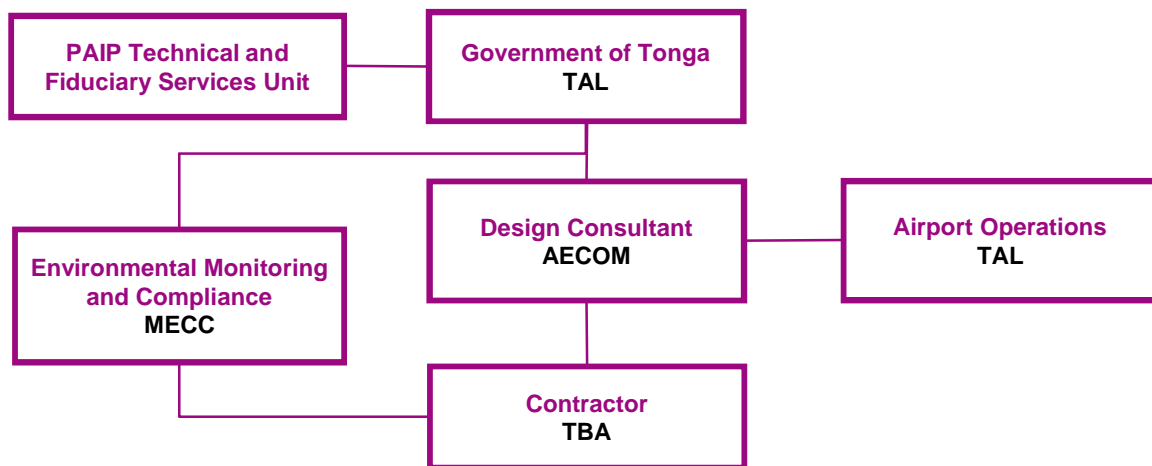 PAIP Technical and
Fiduciary Services Unit
Government of Tonga
TAL
Design Consultant
AECOM
Airport Operations
TAL
Environmental Monitoring
and Compliance
MECC
Contractor
TBA